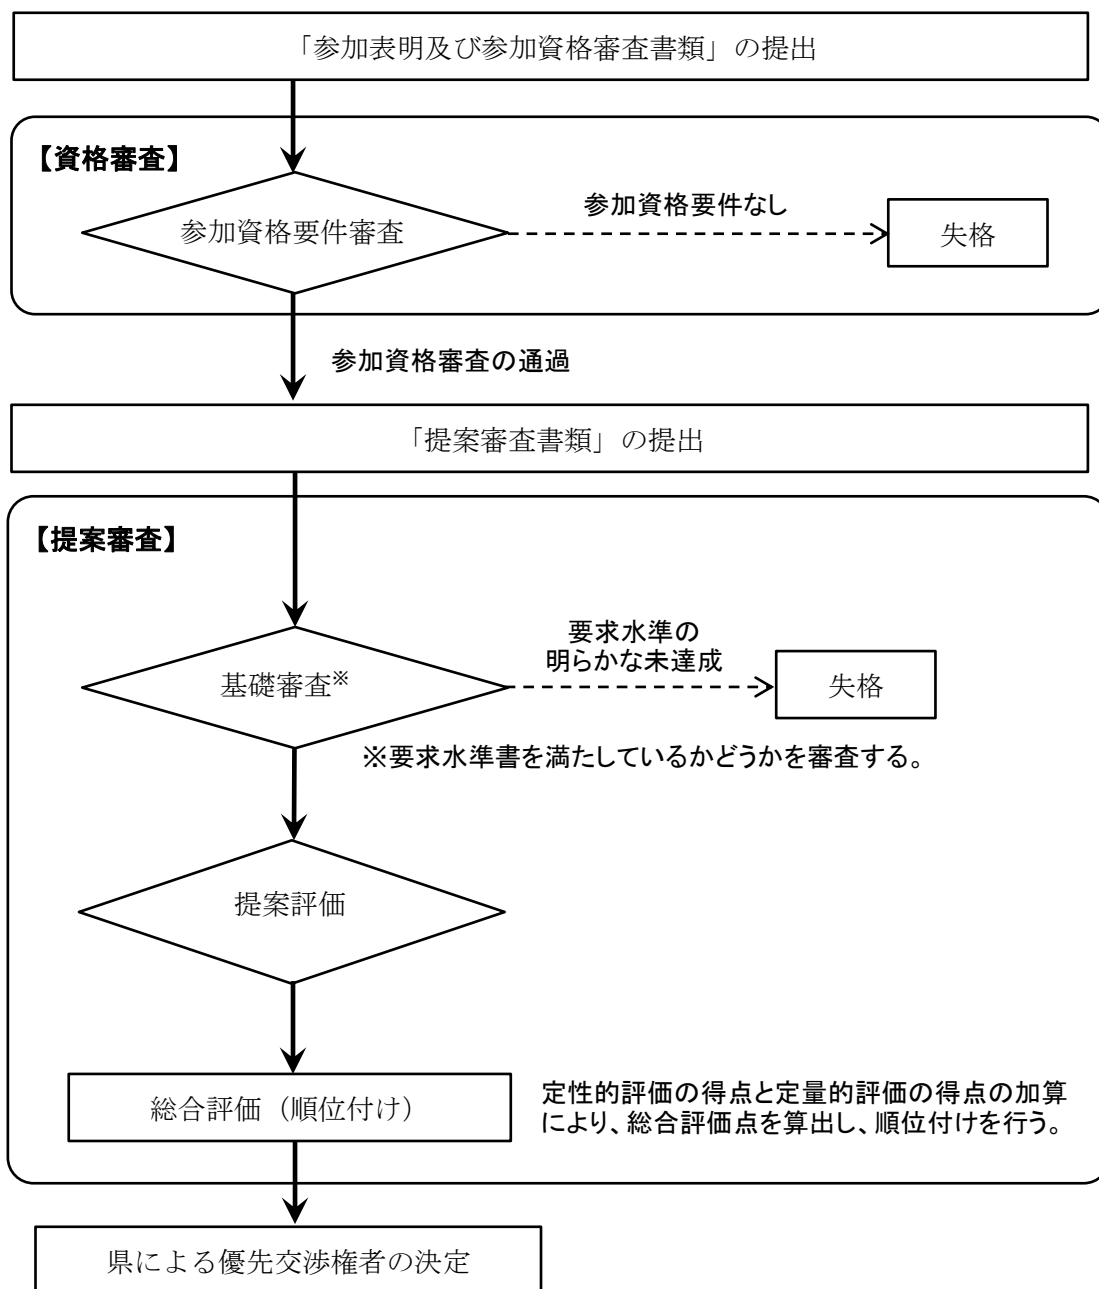 「参加表明及び参加資格審査書類」の提出
【資格審査】
参加資格要件なし
参加資格要件審査
失格
参加資格審査の通過
「提案審査書類」の提出
【提案審査】
要求水準の
明らかな未達成
基礎審査※
失格
※要求水準書を満たしているかどうかを審査する。
提案評価
総合評価（順位付け）
定性的評価の得点と定量的評価の得点の加算
により、総合評価点を算出し、順位付けを行う。
県による優先交渉権者の決定